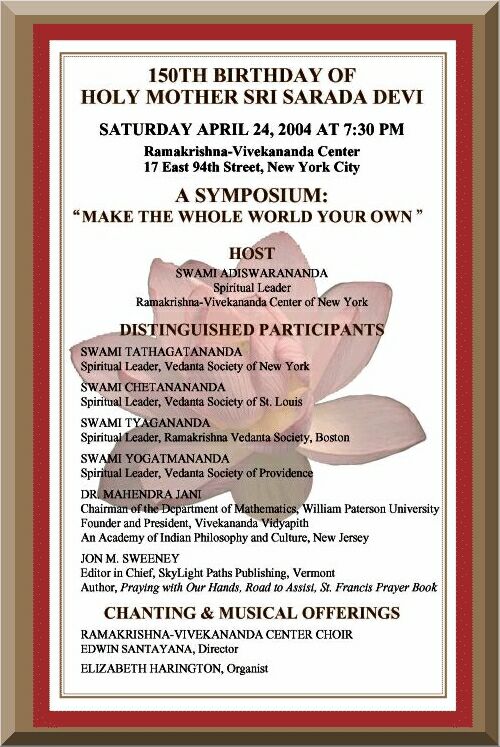 150TH BIRTHDAY OF
HOLY MOTHER SRI SARADA DEVI
SATURDAY APRIL 24, 2004 AT 7:30 PM
Ramakrishna-Vivekananda Center
17 East 94th Street, New York City
A SYMPOSIUM:
“MAKE THE WHOLE WORLD YOUR OWN ”
HOST
SWAMI ADISWARANANDA
Spiritual Leader
Ramakrishna-Vivekananda Center of New York
DISTINGUISHED PARTICIPANTS
SWAMI TATHAGATANANDA
Spiritual Leader, Vedanta Society of New York
SWAMI CHETANANANDA
Spiritual Leader, Vedanta Society of St. Louis
SWAMI TYAGANANDA
Spiritual Leader, Ramakrishna Vedanta Society, Boston
SWAMI YOGATMANANDA
Spiritual Leader, Vedanta Society of Providence
DR. MAHENDRA JANI
Chairman of the Department of Mathematics, William Paterson University
Founder and President, Vivekananda Vidyapith
An Academy of Indian Philosophy and Culture, New Jersey
JON M. SWEENEY
Editor in Chief, SkyLight Paths Publishing, Vermont
Author, Praying with Our Hands, Road to Assisi, St. Francis Prayer Book
CHANTING & MUSICAL OFFERINGS
RAMAKRISHNA-VIVEKANANDA CENTER CHOIR
EDWIN SANTAYANA, Director
ELIZABETH HARINGTON, Organist